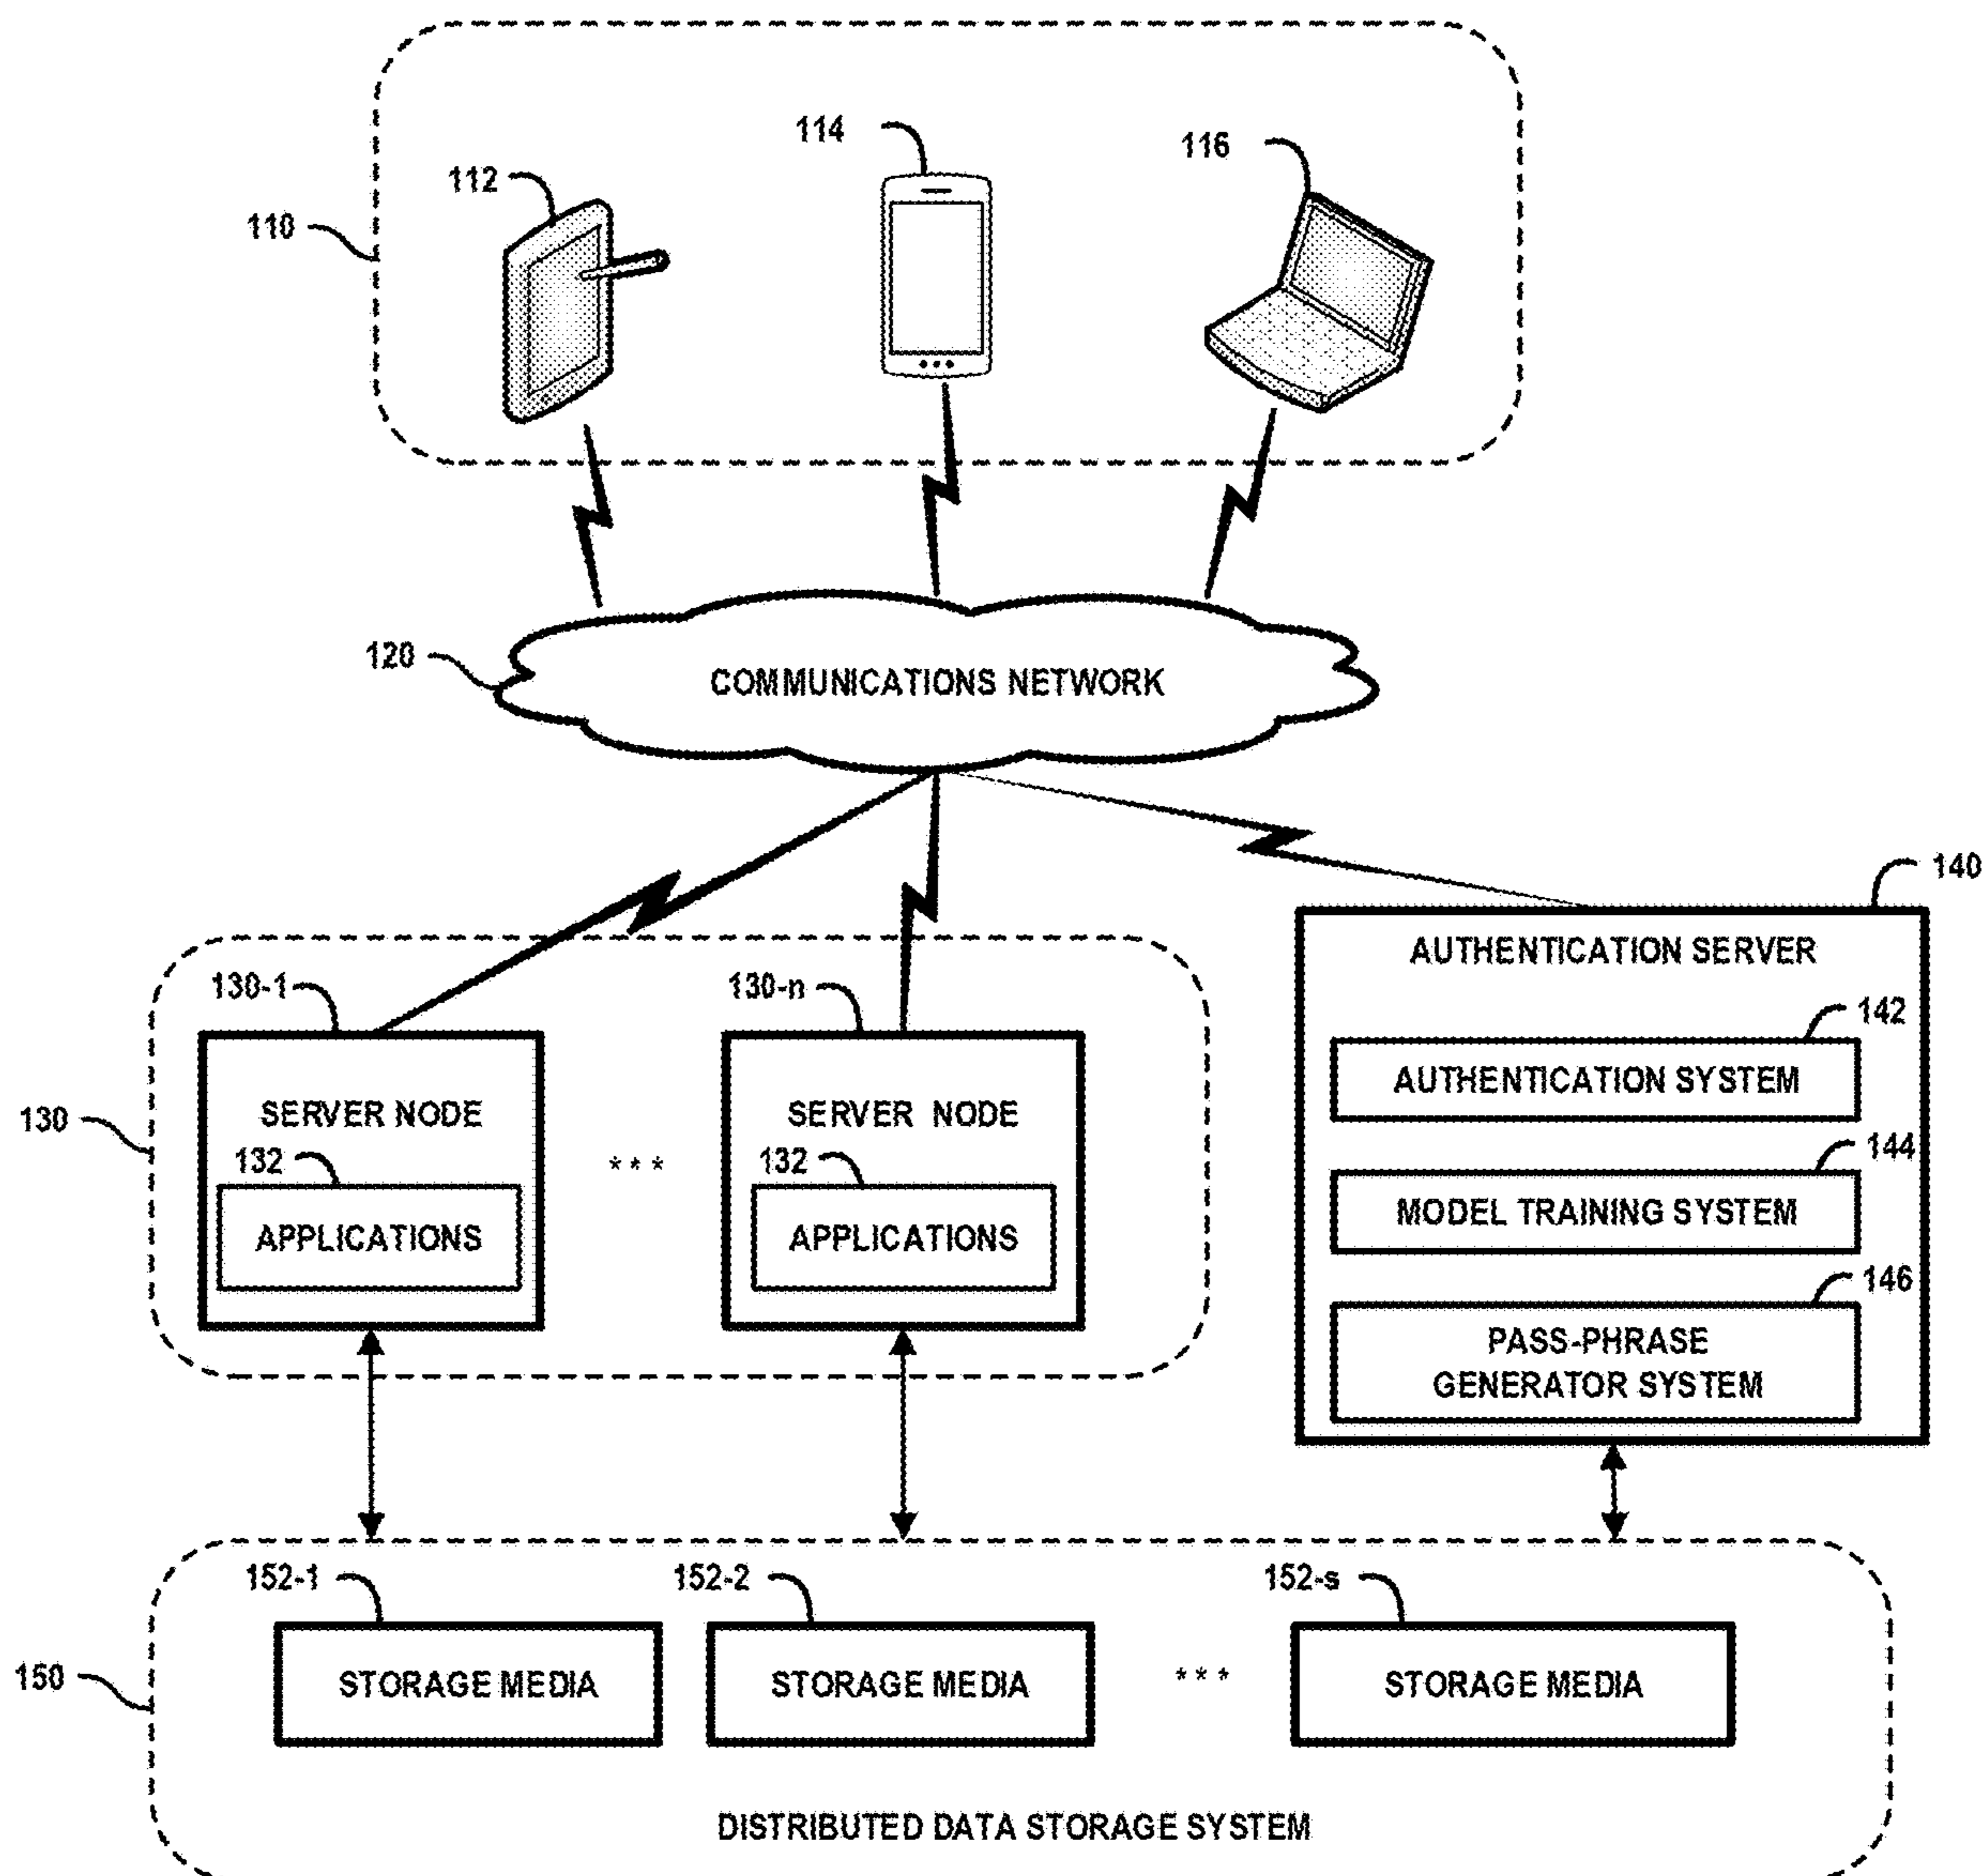 114
116
112
110
120
COMMUNICATIONS NETWORK
140
AUTHENTICATION SERVER
130-1
130-n
142
AUTHENTICATION SYSTEM
130
SERVER NODE
SERVER NODE
132
***
132
144
MODEL TRAINING SYSTEM
APPLICATIONS
APPLICATIONS
146
PASS-PHRASE
GENERATOR SYSTEM
152-1
152-2
152-s
150
STORAGE MEDIA
STORAGE MEDIA
***
STORAGE MEDIA
DISTRIBUTED DATA STORAGE SYSTEM